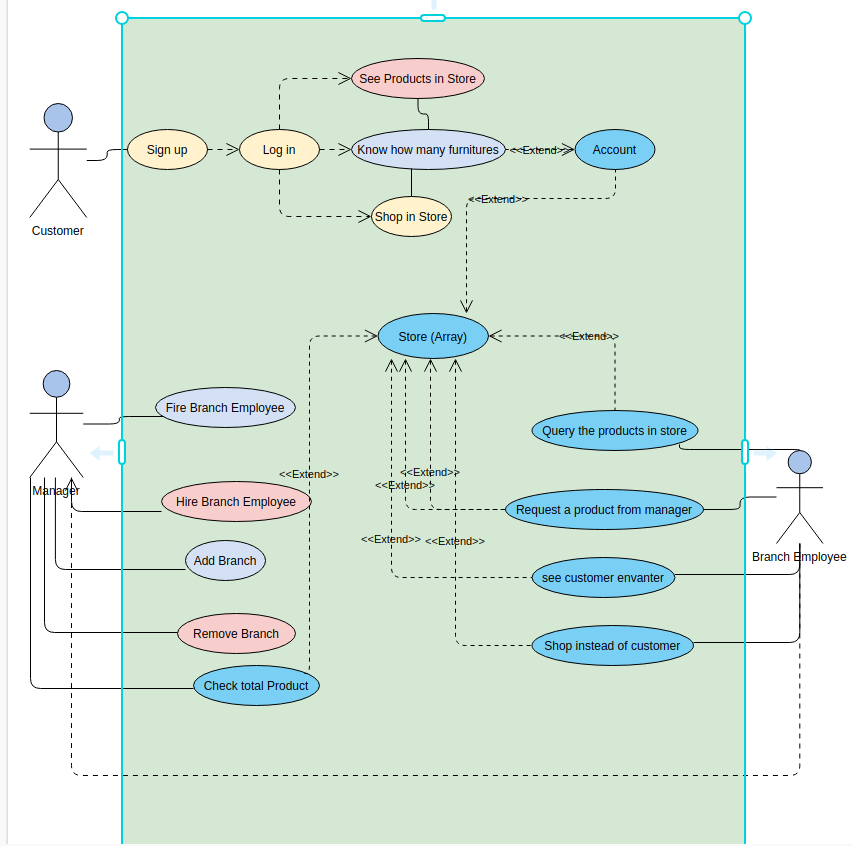 See Products in Store
Sign up
Log in
Know how many furnitures
<<Extend>>
Account
<<Extend>>
Shop in Store
Customer
Store (Array)
<<Extend>>
Fire Branch Employee
Query the products in store
<<Extend>>
<<Extend>>
<<Extend>>
Manager
Hire Branch Employee
Request a product from manager
<<Extend>>
<<Extend>>
Branch Employee
Add Branch
see customer envanter
Remove Branch
Shop instead of customer
Check total Product